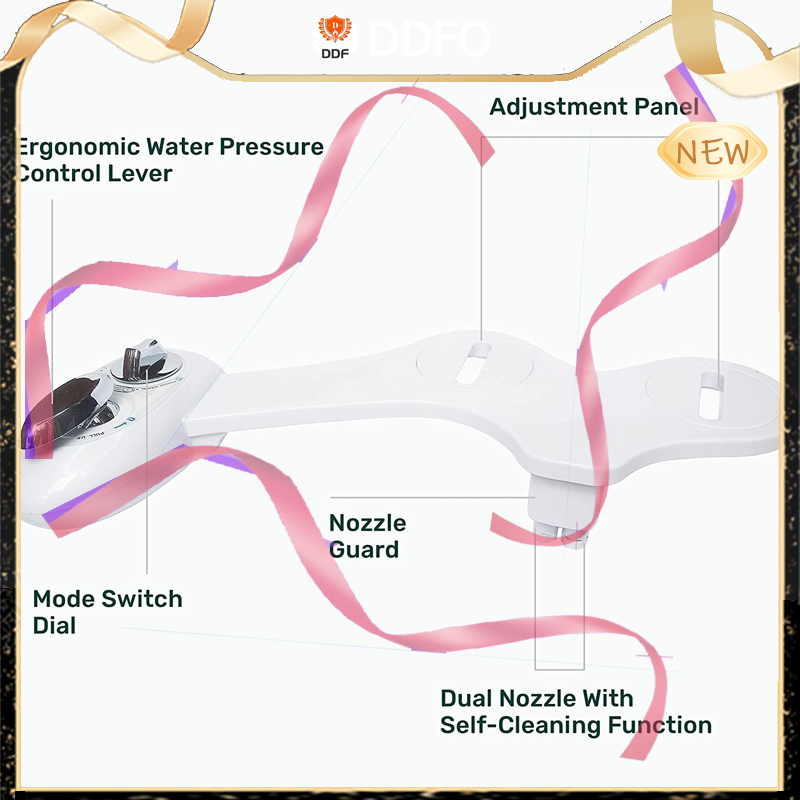 DDFO
DDF
Adjustment Panel
NEW
Ergonomic Water Pressure
Control Lever
Nozzle
Guard
Mode Switch
Dial
Dual Nozzle With
Self-Cleaning Function